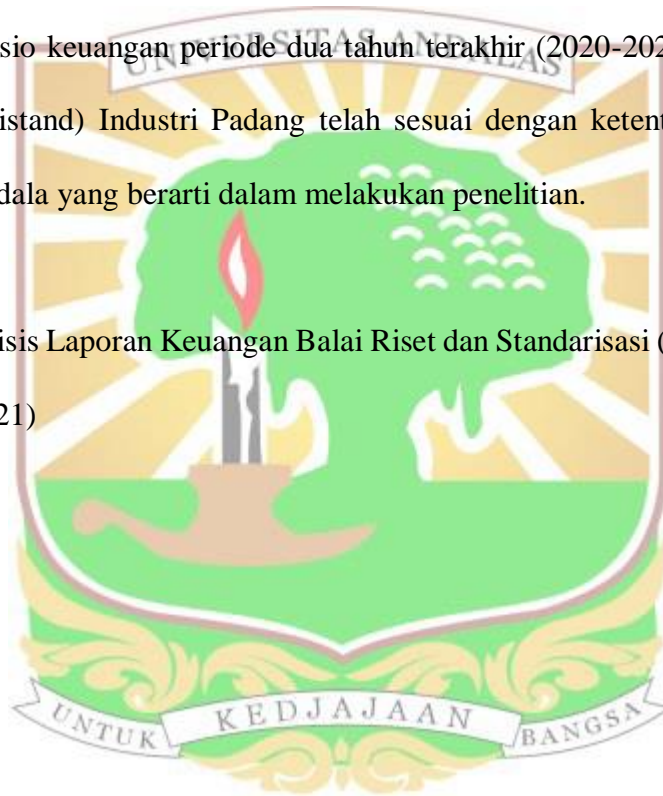 sio keuangan periode dua tahun terakhir (2020-202
UNIVERSITAS ANDALAS
istand) Industri Padang telah sesuai dengan ketent
dala yang berarti dalam melakukan penelitian.
isis Laporan Keuangan Balai Riset dan Standarisasi (
21)
UNTUK KEDJAJAAN BANGSA